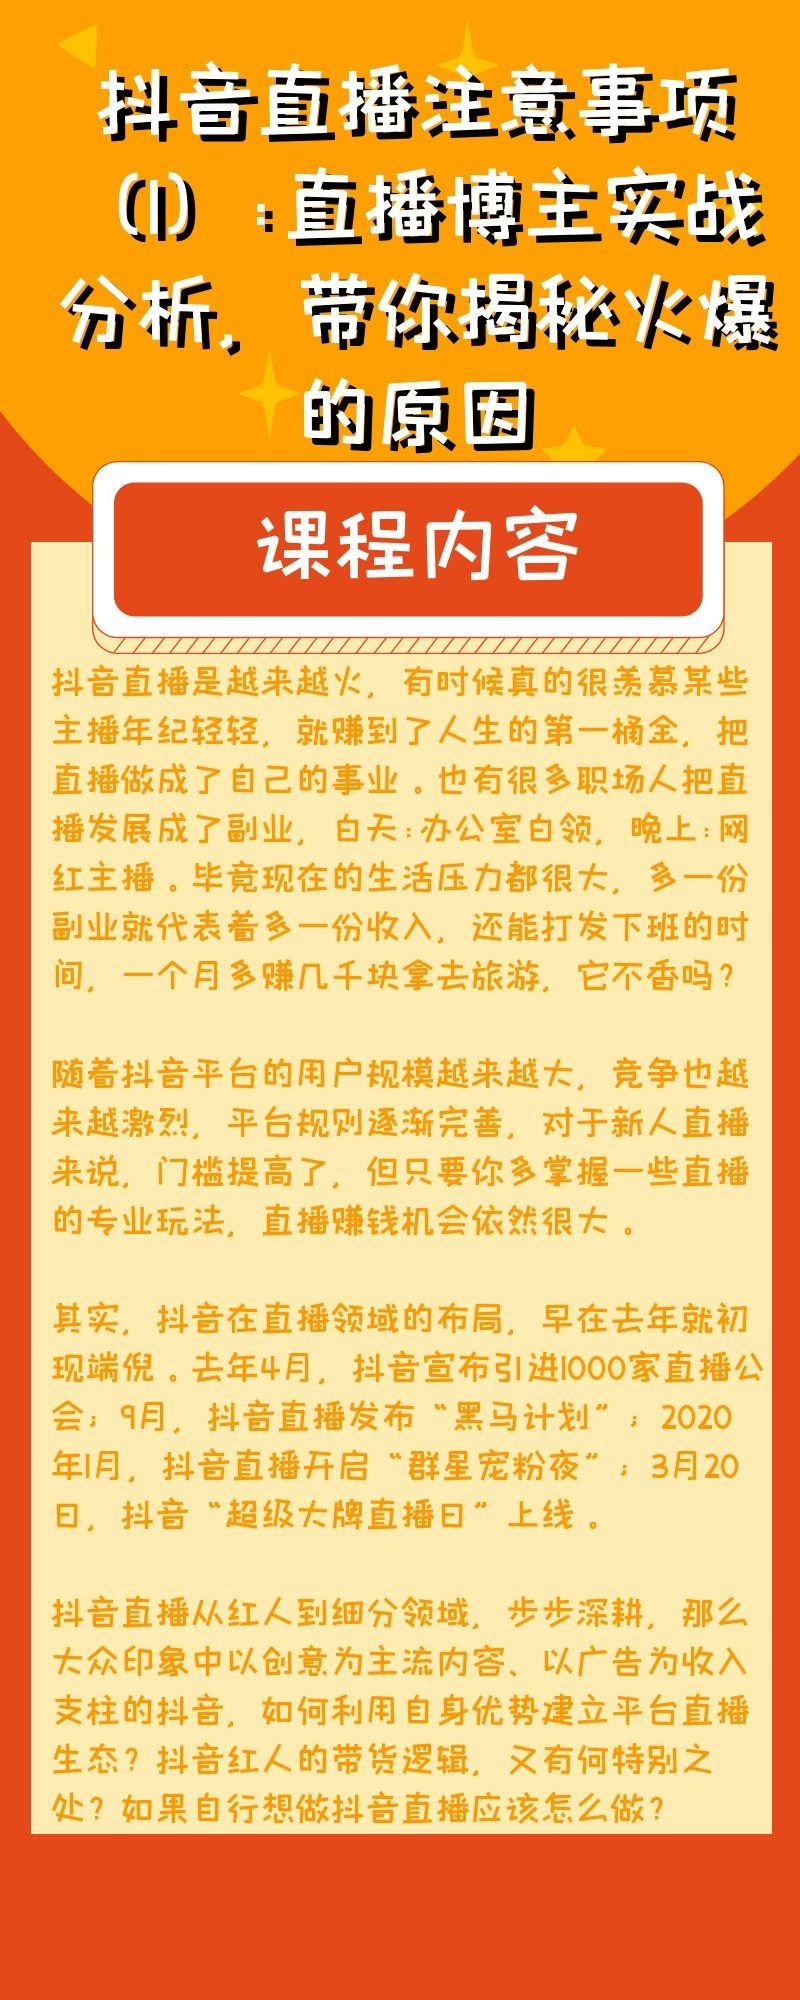 抖音直播注意事项
（1）:直播博主实战
分析，带你揭秘火爆
的原因
课程内容
抖音直播是越来越火，有时候真的很羡慕某些
主播年纪轻轻，就赚到了人生的第一桶金，把
直播做成了自己的事业。也有很多职场人把直
播发展成了副业，白天:办公室白领，晚上:网
红主播。毕竟现在的生活压力都很大，多一份
副业就代表着多一份收入，还能打发下班的时
间，一个月多赚几千块拿去旅游，它不香吗？
随着抖音平台的用户规模越来越大，竞争也越
来越激烈，平台规则逐渐完善，对于新人直播
来说，门槛提高了，但只要你多掌握一些直播
的专业玩法，直播赚钱机会依然很大。
其实，抖音在直播领域的布局，早在去年就初
现端倪。去年4月，抖音宣布引进1000家直播公
会；9月，抖音直播发布“黑马计划”；2020
年1月，抖音直播开启“群星宠粉夜”；3月20
日，抖音“超级大牌直播日”上线。
抖音直播从红人到细分领域，步步深耕，那么
大众印象中以创意为主流内容、以广告为收入
支柱的抖音，如何利用自身优势建立平台直播
生态？抖音红人的带货逻辑，又有何特别之
处？如果自行想做抖音直播应该怎么做？